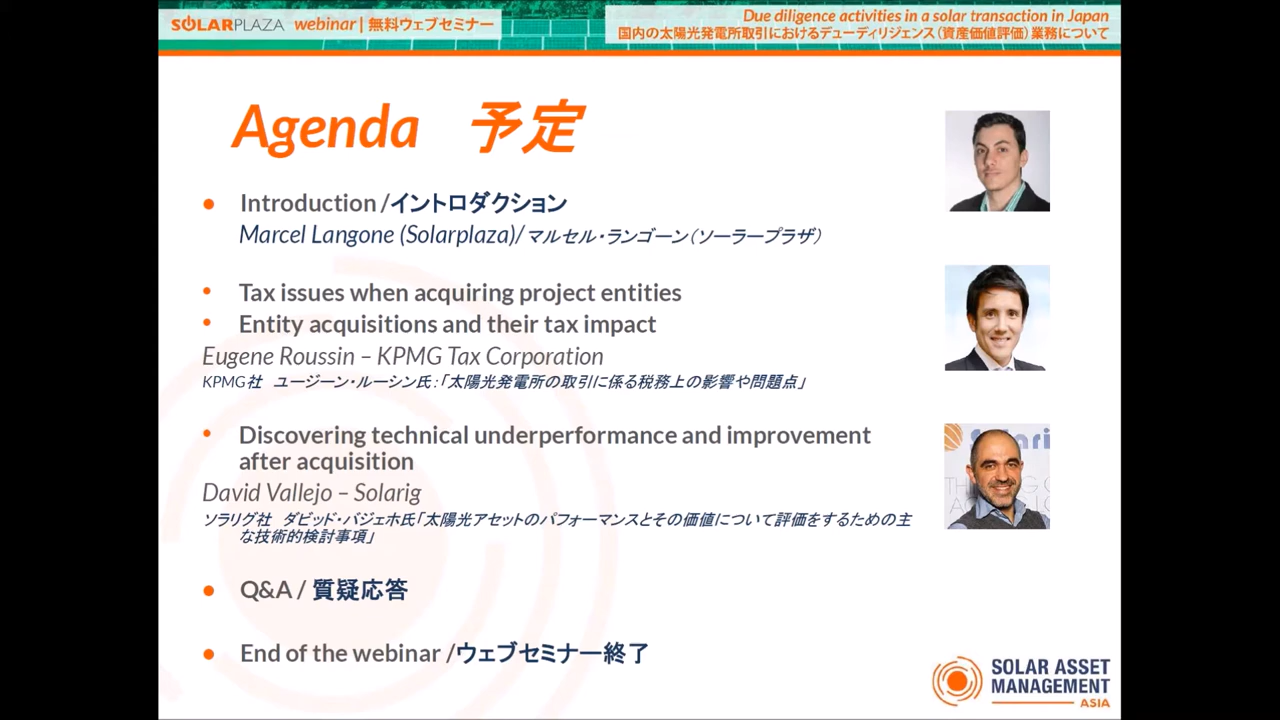 SOLARPLAZA webinar | 無料ウェブセミナー
Due diligence activities in a solar transaction in Japan
国内の太陽光発電所取引におけるデューディリジェンス（資産価値評価）業務について
Agenda 予定
• Introduction /イントロダクション
Marcel Langone (Solarplaza)/マルセル・ランゴーン（ソーラープラザ）
• Tax issues when acquiring project entities
• Entity acquisitions and their tax impact
Eugene Roussin – KPMG Tax Corporation
KPMG社 ユージーン・ルーシン氏：「太陽光発電所の取引に係る税務上の影響や問題点」
• Discovering technical underperformance and improvement
after acquisition
David Vallejo – Solarig
ソラリグ社 ダビッド・バジェホ氏「太陽光アセットのパフォーマンスとその価値について評価をするための主
な技術的検討事項」
• Q&A / 質疑応答
• End of the webinar /ウェブセミナー終了
SOLAR ASSET
MANAGEMENT
ASIA